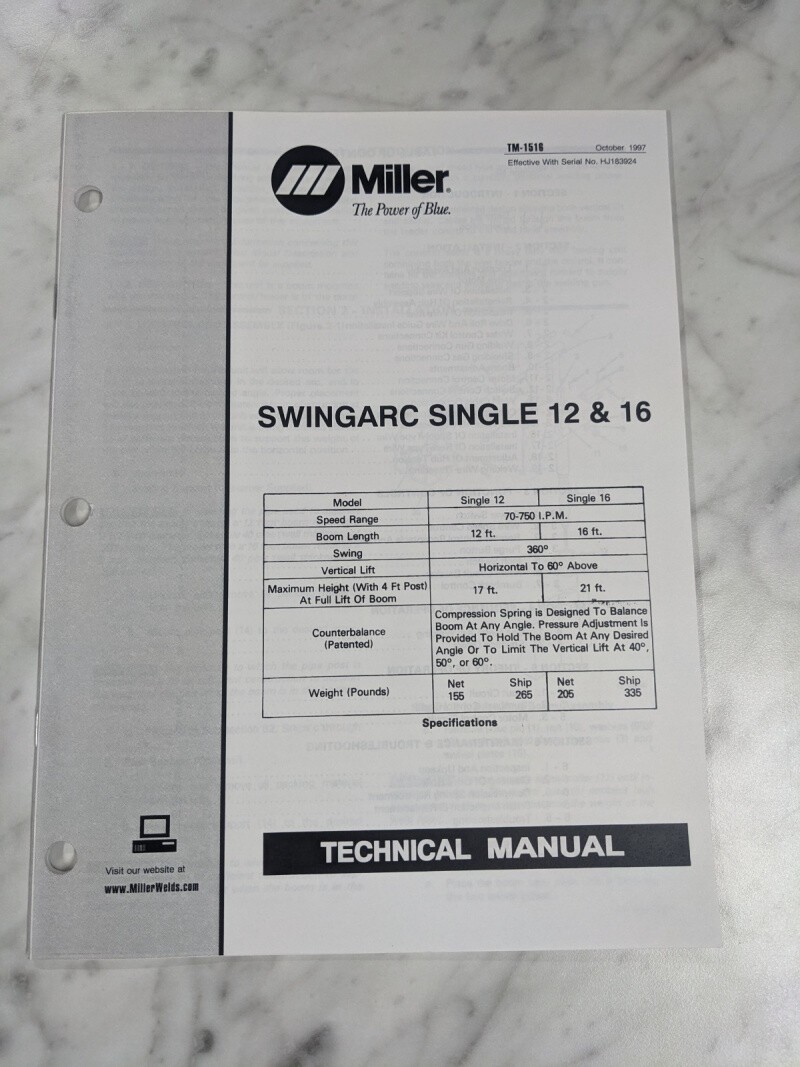 TM-1516 October 1997
Effective With Serial No. HJ183924
Miller®
The Power of Blue.
SWINGARC SINGLE 12 & 16
Model Single 12 Single 16
Speed Range 70-750 I.P.M.
Boom Length 12 ft. 16 ft.
Swing 360°
Vertical Lift Horizontal To 60° Above
Maximum Height (With 4 Ft Post)
At Full Lift Of Boom 17 ft. 21 ft.
Counterbalance
(Patented)
Compression Spring is Designed To Balance
Boom At Any Angle. Pressure Adjustment Is
Provided To Hold The Boom At Any Desired
Angle Or To Limit The Vertical Lift At 40°,
50°, or 60°.
Weight (Pounds)
Net Ship Net Ship
155 265 205 335
Specifications
TECHNICAL MANUAL
Visit our website at
www.MillerWelds.com